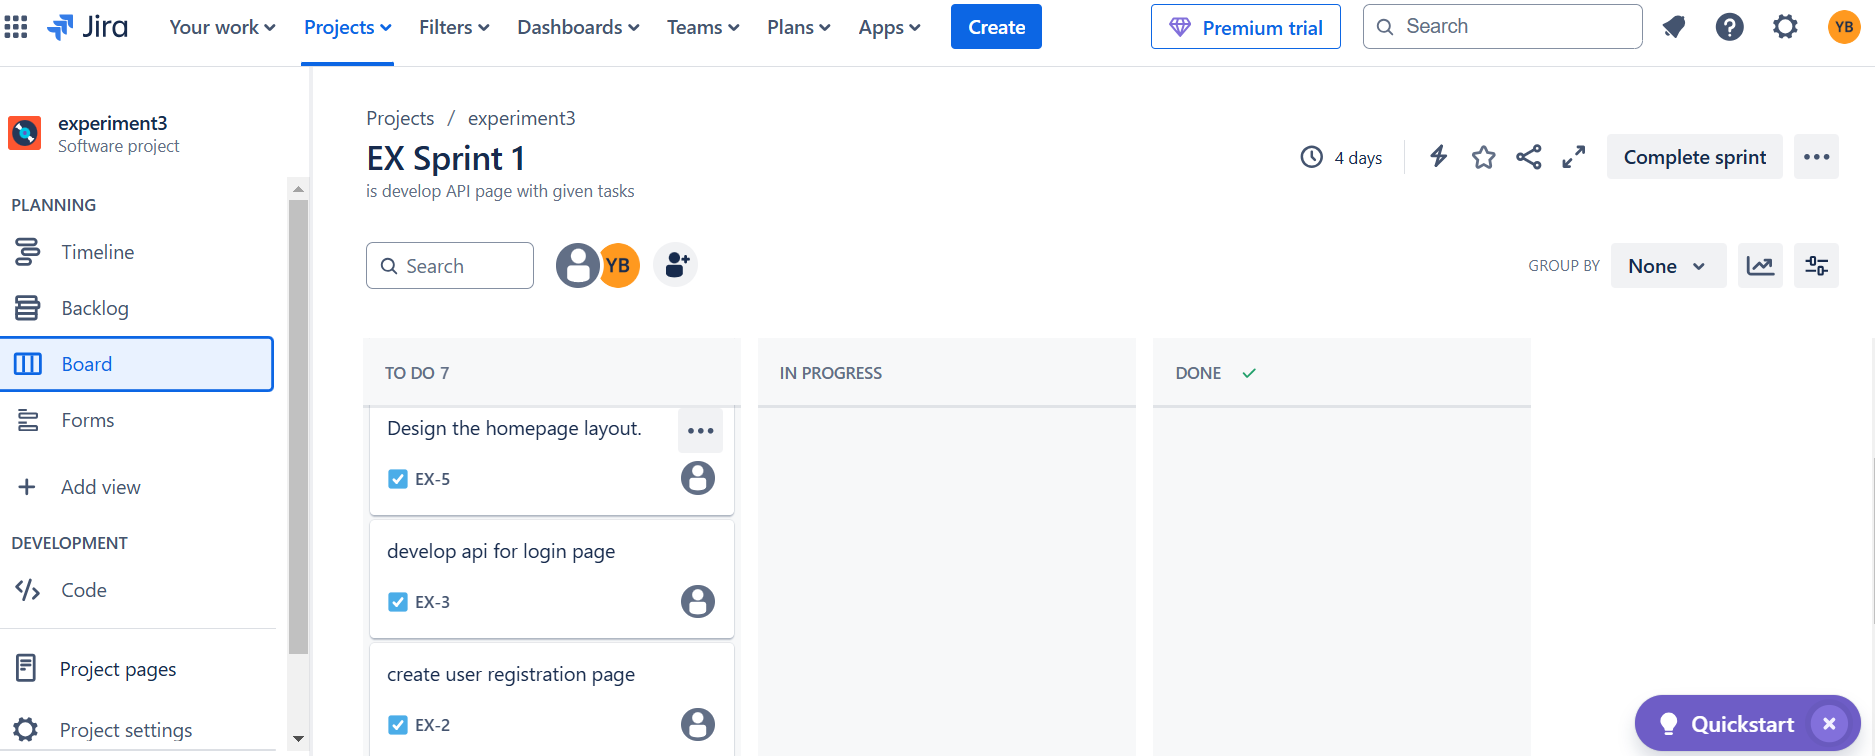 Jira
Your work
Projects
Filters
Dashboards
Teams
Plans
Apps
Create
Premium trial
Search
?
YB
experiment3
Software project
PLANNING
Timeline
Backlog
Board
Forms
+ Add view
DEVELOPMENT
Code
Project pages
Project settings
Projects / experiment3
EX Sprint 1
is develop API page with given tasks
4 days
Complete sprint
Search
YB
GROUP BY
None
TO DO 7
IN PROGRESS
DONE
Design the homepage layout.
EX-5
develop api for login page
EX-3
create user registration page
EX-2
Quickstart